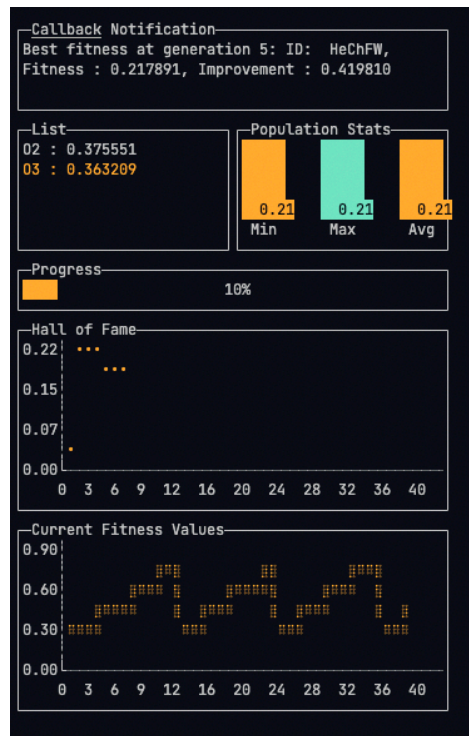 Callback Notification
Best fitness at generation 5: ID:  HeChFW,
Fitness : 0.217891, Improvement : 0.419810
List
O2 : 0.375551
O3 : 0.363209
Population Stats
0.21 0.21 0.21
Min Max Avg
Progress
10%
Hall of Fame
0.22
0.15
0.07
0.00
0 3 6 9 12 16 20 24 28 32 36 40
Current Fitness Values
0.90
0.60
0.30
0.00
0 3 6 9 12 16 20 24 28 32 36 40